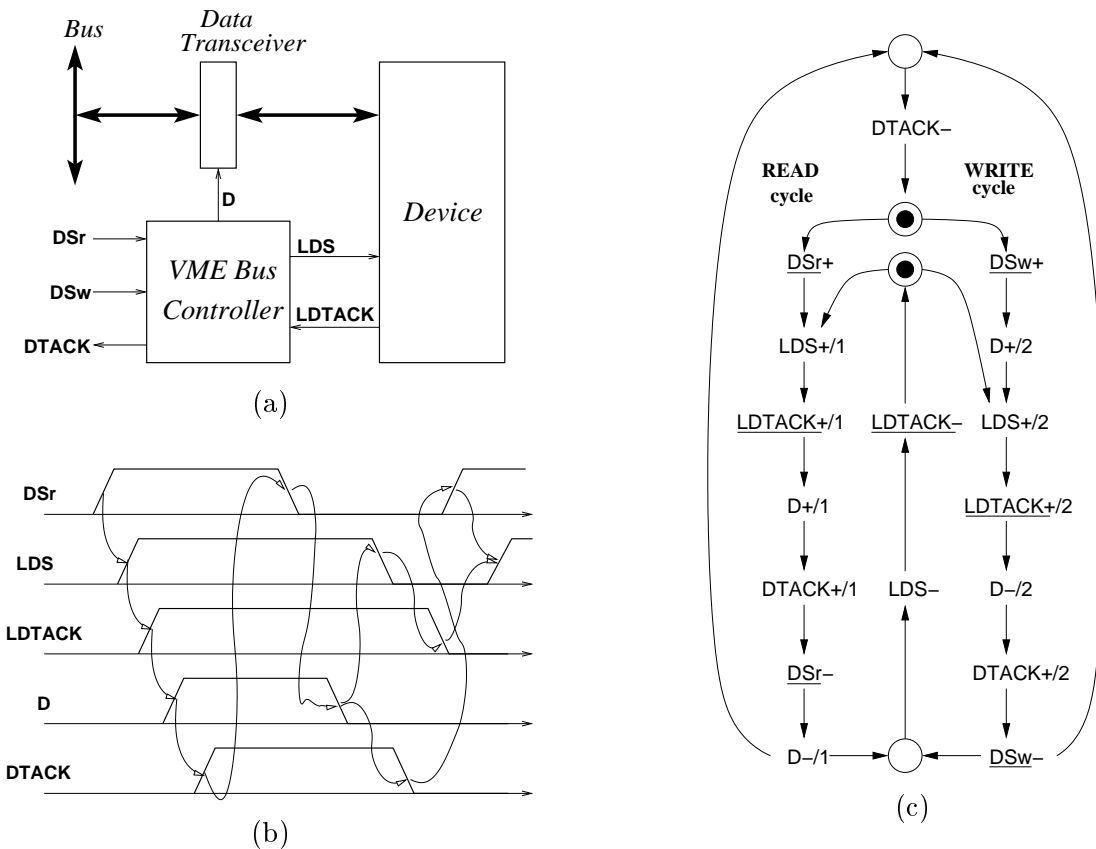 Bus
Data
Transceiver
D
Device
DSr
DSw
DTACK
VME Bus
Controller
LDS
LDTACK
(a)
DSr
LDS
LDTACK
D
DTACK
(b)
DTACK–
READ
cycle
WRITE
cycle
DSr+
DSw+
LDS+/1
D+/2
LDTACK+/1
LDTACK–
LDS+/2
D+/1
LDTACK+/2
DTACK+/1
LDS–
D–/2
DSr–
DTACK+/2
D–/1
DSw–
(c)